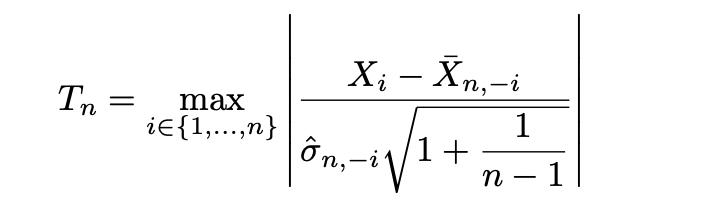 $T_n = \max_{i \in \{1,\ldots,n\}} \left| \frac{X_i - \bar{X}_{n,-i}}{\hat{\sigma}_{n,-i} \sqrt{1 + \frac{1}{n-1}}} \right|$